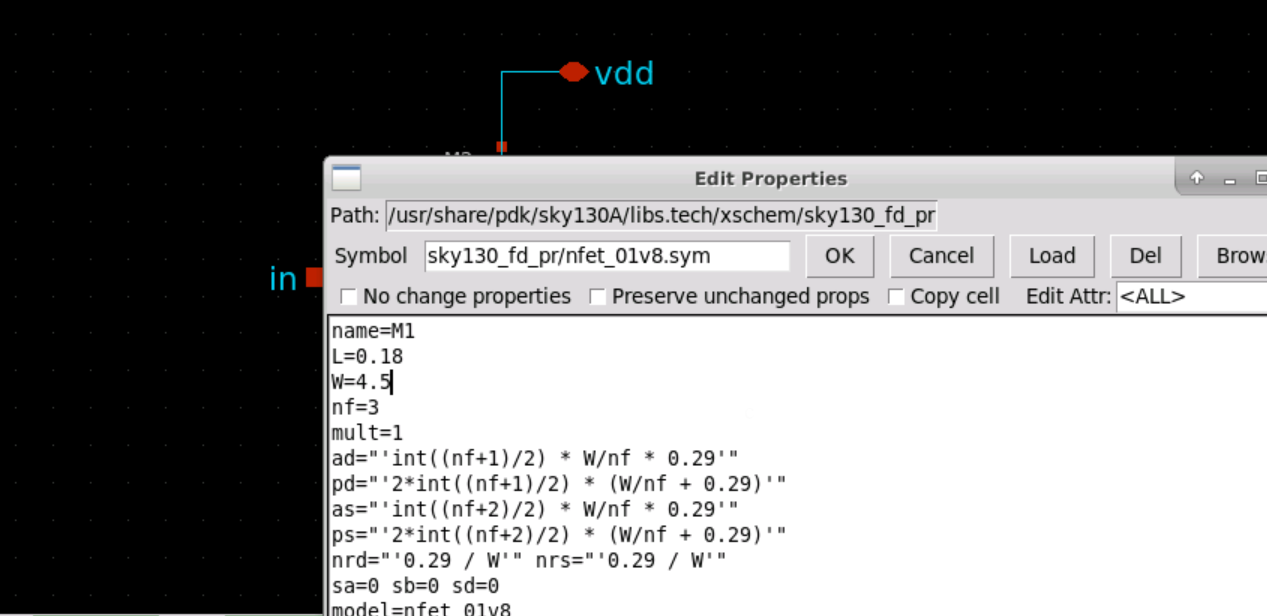 vdd
Edit Properties
Path: /usr/share/pdk/sky130A/libs.tech/xschem/sky130_fd_pr
Symbol sky130_fd_pr/nfet_01v8.sym OK Cancel Load Del
in
No change properties Preserve unchanged props Copy cell Edit Attr: <ALL>
name=M1
L=0.18
W=4.5
nf=3
mult=1
ad="'int((nf+1)/2) * W/nf * 0.29'"
pd="'2*int((nf+1)/2) * (W/nf + 0.29)'"
as="'int((nf+2)/2) * W/nf * 0.29'"
ps="'2*int((nf+2)/2) * (W/nf + 0.29)'"
nrd="'0.29 / W'" nrs="'0.29 / W'"
sa=0 sb=0 sd=0
model=nfet_01v8